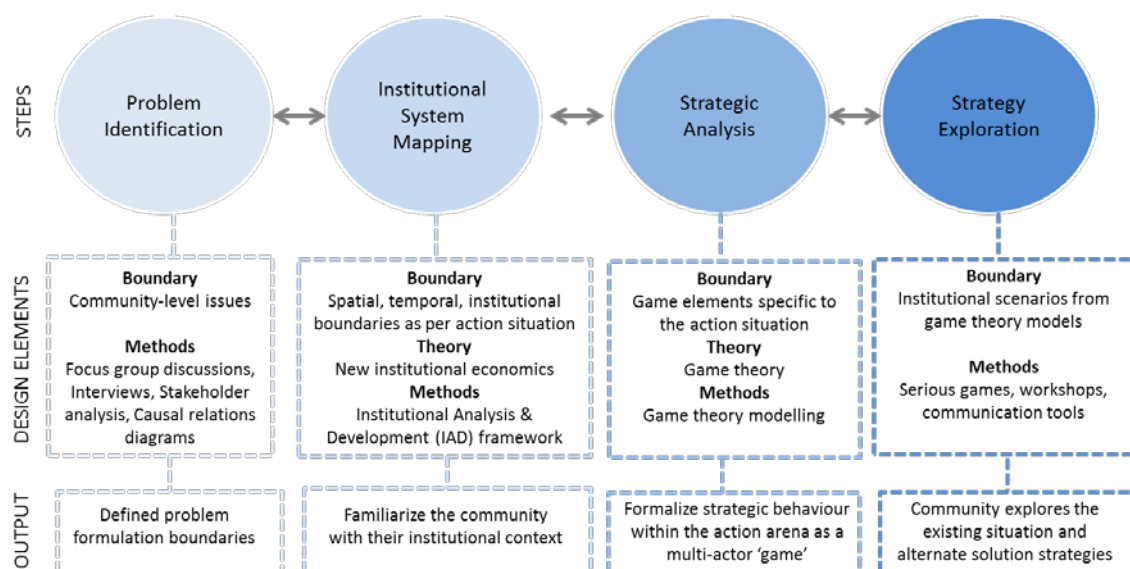 STEPS
Problem
Identification
Institutional
System
Mapping
Strategic
Analysis
Strategy
Exploration
DESIGN ELEMENTS
Boundary
Community-level issues
Methods
Focus group discussions,
Interviews, Stakeholder
analysis, Causal relations
diagrams
Boundary
Spatial, temporal, institutional
boundaries as per action situation
Theory
New institutional economics
Methods
Institutional Analysis &
Development (IAD) framework
Boundary
Game elements specific to
the action situation
Theory
Game theory
Methods
Game theory modelling
Boundary
Institutional scenarios from
game theory models
Methods
Serious games, workshops,
communication tools
OUTPUT
Defined problem
formulation boundaries
Familiarize the community
with their institutional context
Formalize strategic behaviour
within the action arena as a
multi-actor ‘game’
Community explores the
existing situation and
alternate solution strategies